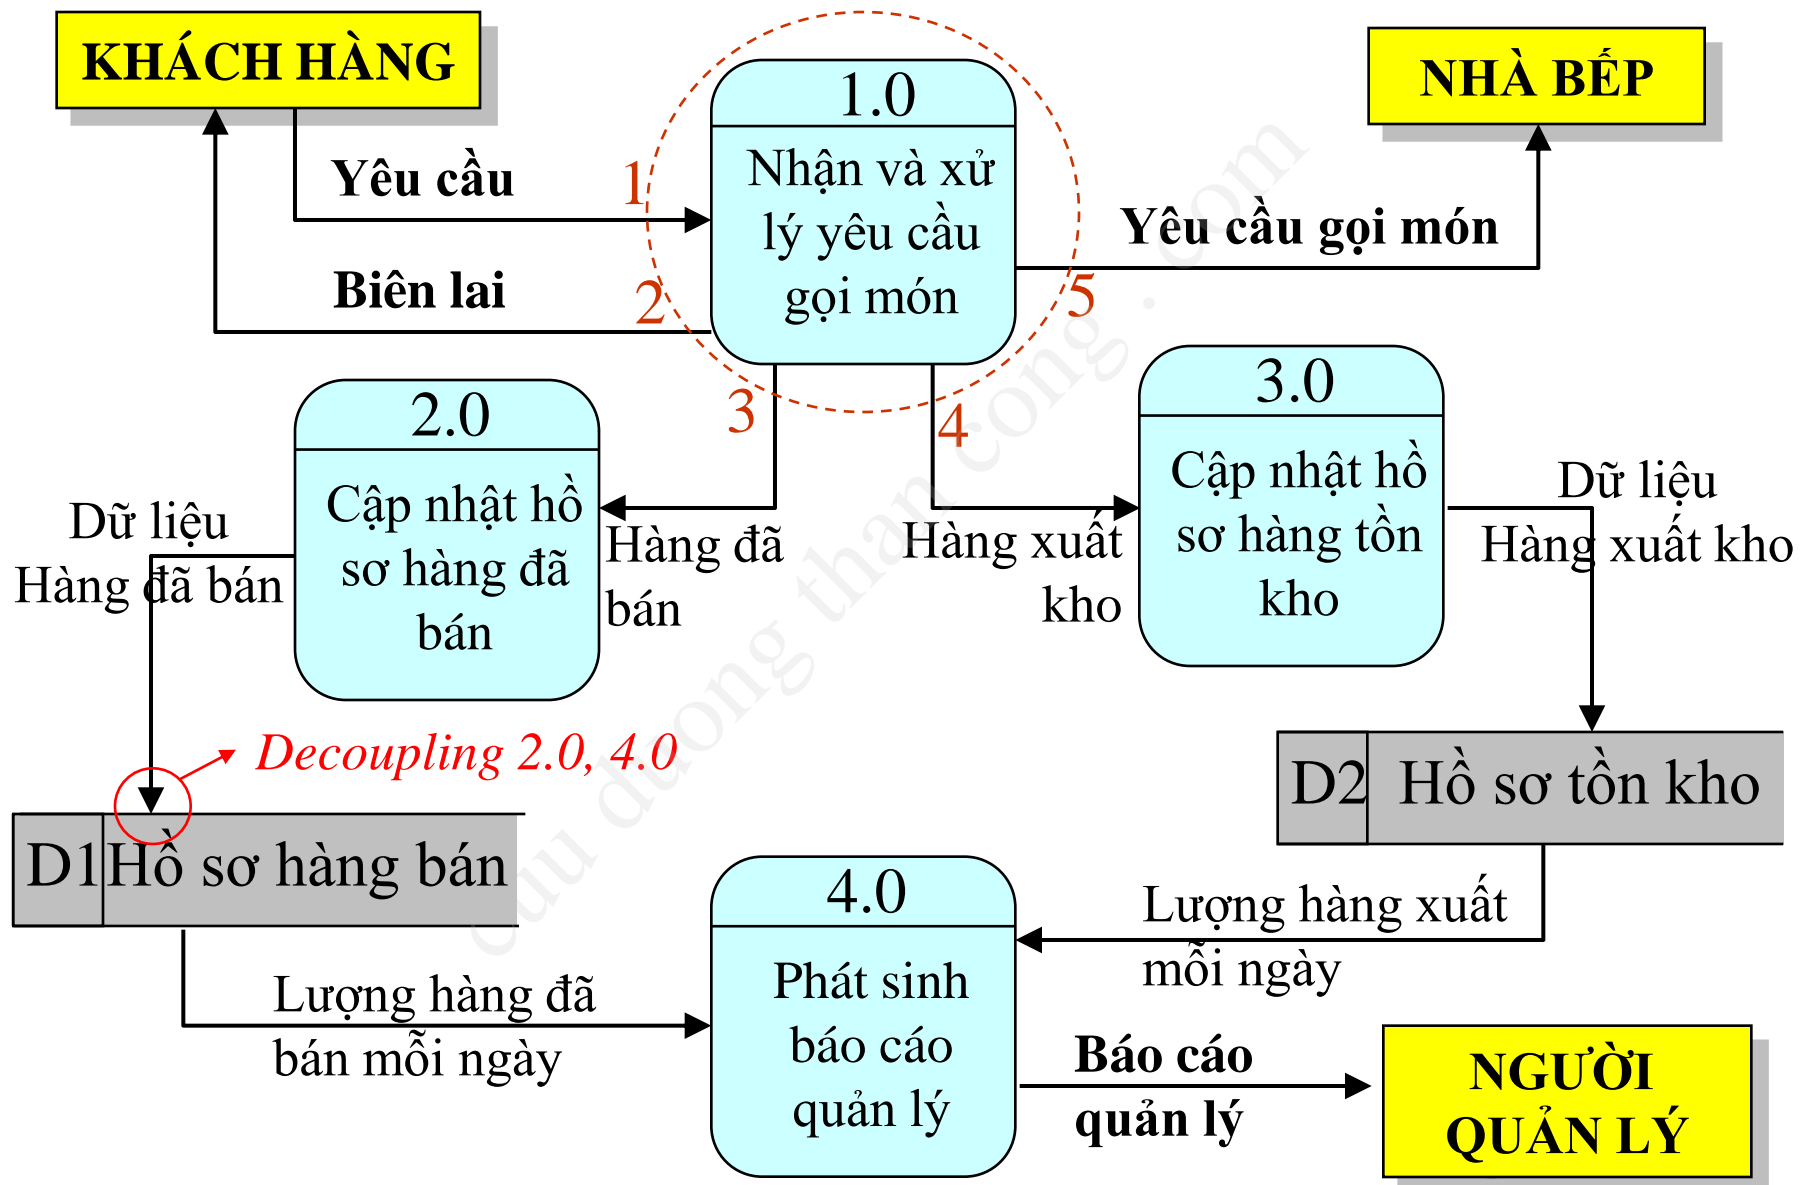 KHÁCH HÀNG
1.0
NHÀ BẾP
Yêu cầu
1
Nhận và xử
lý yêu cầu
gọi món
Yêu cầu gọi món
Biên lai
2
5
3
4
2.0
3.0
Cập nhật hồ
sơ hàng đã
bán
Cập nhật hồ
sơ hàng tồn
kho
Dữ liệu
Hàng đã bán
Hàng đã
bán
Hàng xuất
kho
Dữ liệu
Hàng xuất kho
Decoupling 2.0, 4.0
D2 Hồ sơ tồn kho
D1 Hồ sơ hàng bán
4.0
Lượng hàng xuất
mỗi ngày
Lượng hàng đã
bán mỗi ngày
Phát sinh
báo cáo
quản lý
Báo cáo
quản lý
NGƯỜI
QUẢN LÝ
cuu duong than cong . com